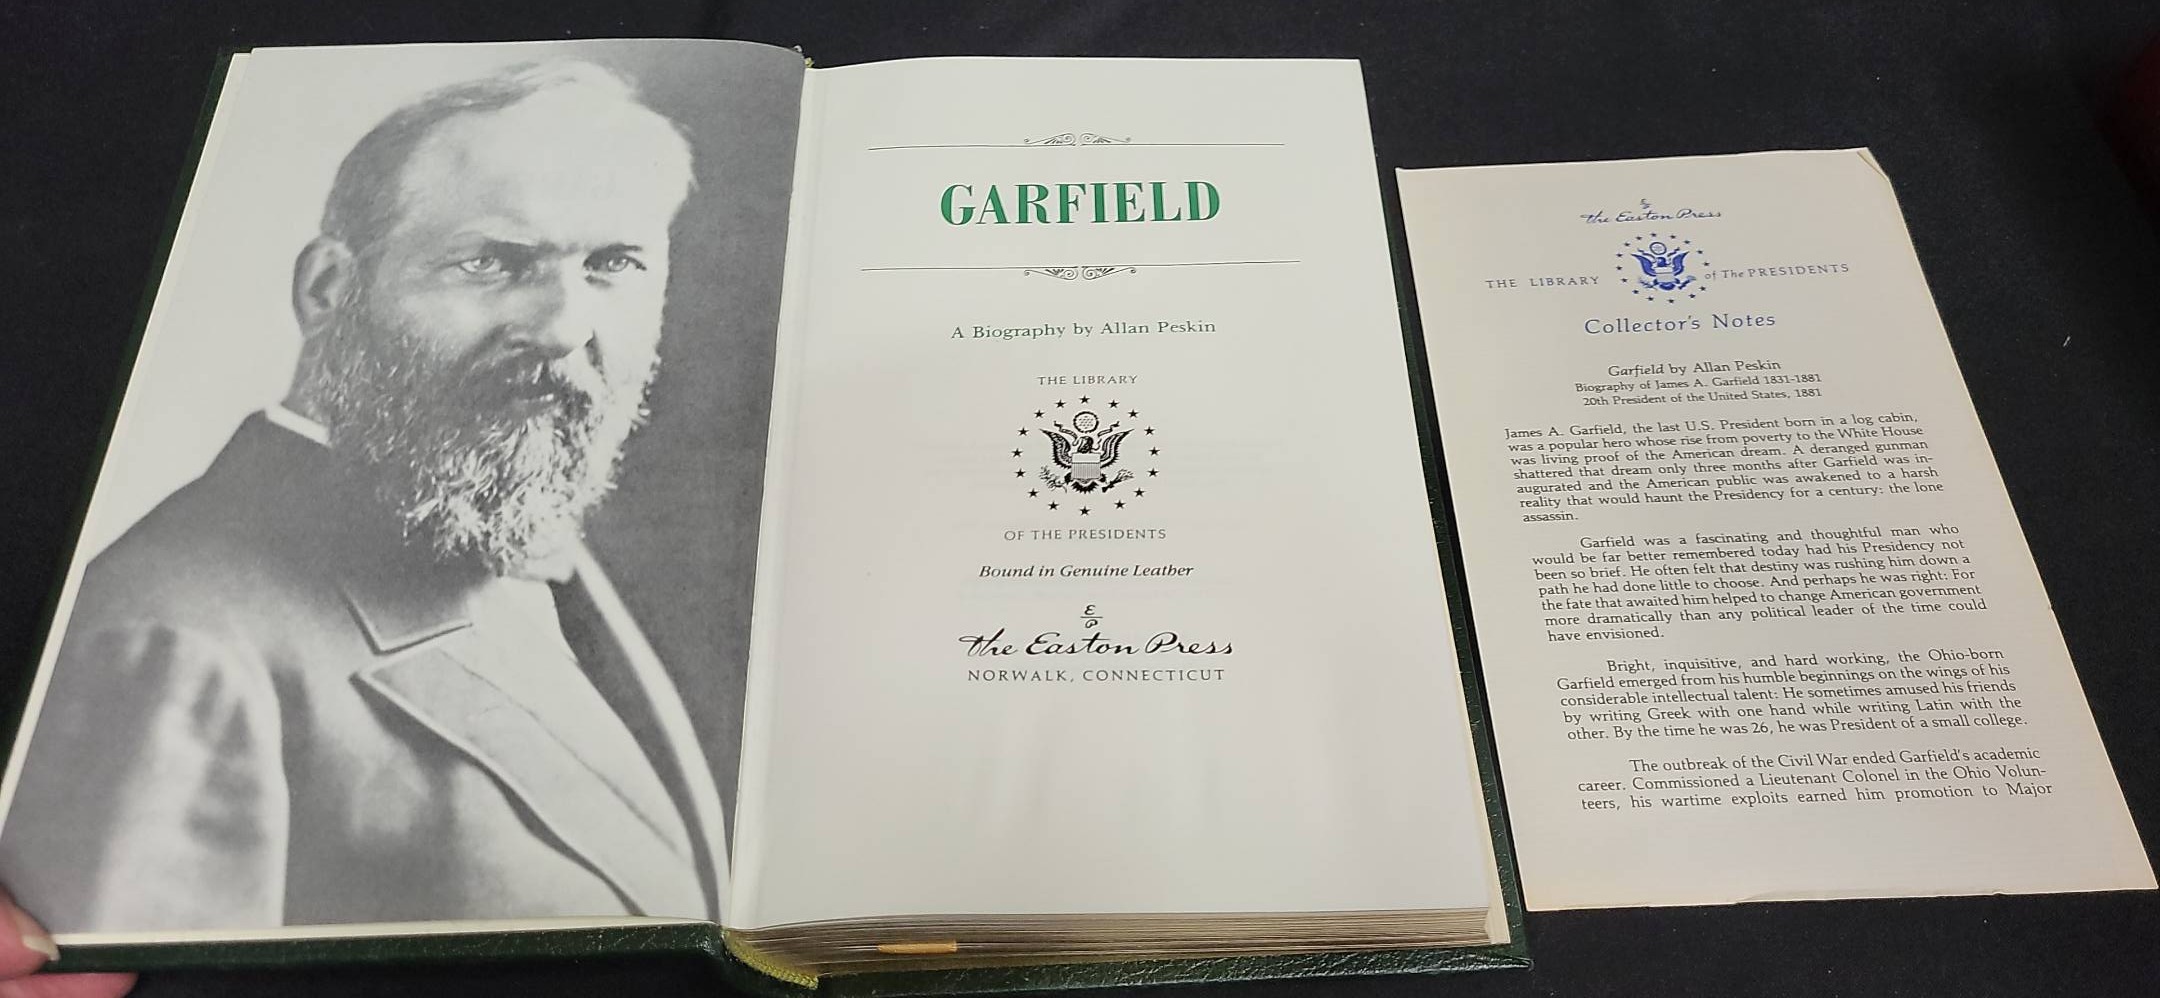 GARFIELD
A Biography by Allan Peskin
THE LIBRARY
OF THE PRESIDENTS
Bound in Genuine Leather
E
P
The Easton Press
NORWALK, CONNECTICUT
E
P
The Easton Press
THE LIBRARY of The PRESIDENTS
Collector's Notes
Garfield by Allan Peskin
Biography of James A. Garfield 1831-1881
20th President of the United States, 1881
James A. Garfield, the last U.S. President born in a log cabin,
was a popular hero whose rise from poverty to the White House
was living proof of the American dream. A deranged gunman
shattered that dream only three months after Garfield was in-
augurated and the American public was awakened to a harsh
reality that would haunt the Presidency for a century: the lone
assassin.
Garfield was a fascinating and thoughtful man who
would be far better remembered today had his Presidency not
been so brief. He often felt that destiny was rushing him down a
path he had done little to choose. And perhaps he was right: For
the fate that awaited him helped to change American government
more dramatically than any political leader of the time could
have envisioned.
Bright, inquisitive, and hard working, the Ohio-born
Garfield emerged from his humble beginnings on the wings of his
considerable intellectual talent: He sometimes amused his friends
by writing Greek with one hand while writing Latin with the
other. By the time he was 26, he was President of a small college.
The outbreak of the Civil War ended Garfield's academic
career. Commissioned a Lieutenant Colonel in the Ohio Volun-
teers, his wartime exploits earned him promotion to Major